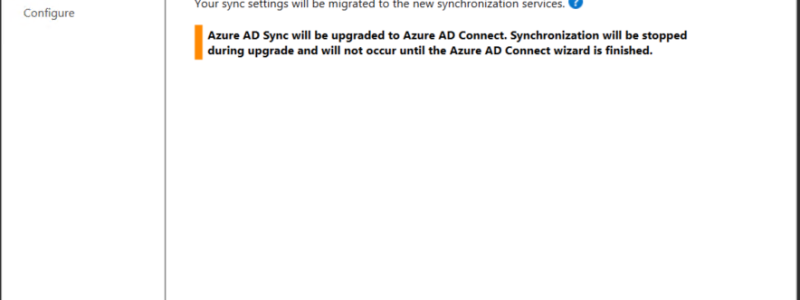 Your sync settings will be migrated to the new synchronization services. ?
Configure
Azure AD Sync will be upgraded to Azure AD Connect. Synchronization will be stopped
during upgrade and will not occur until the Azure AD Connect wizard is finished.